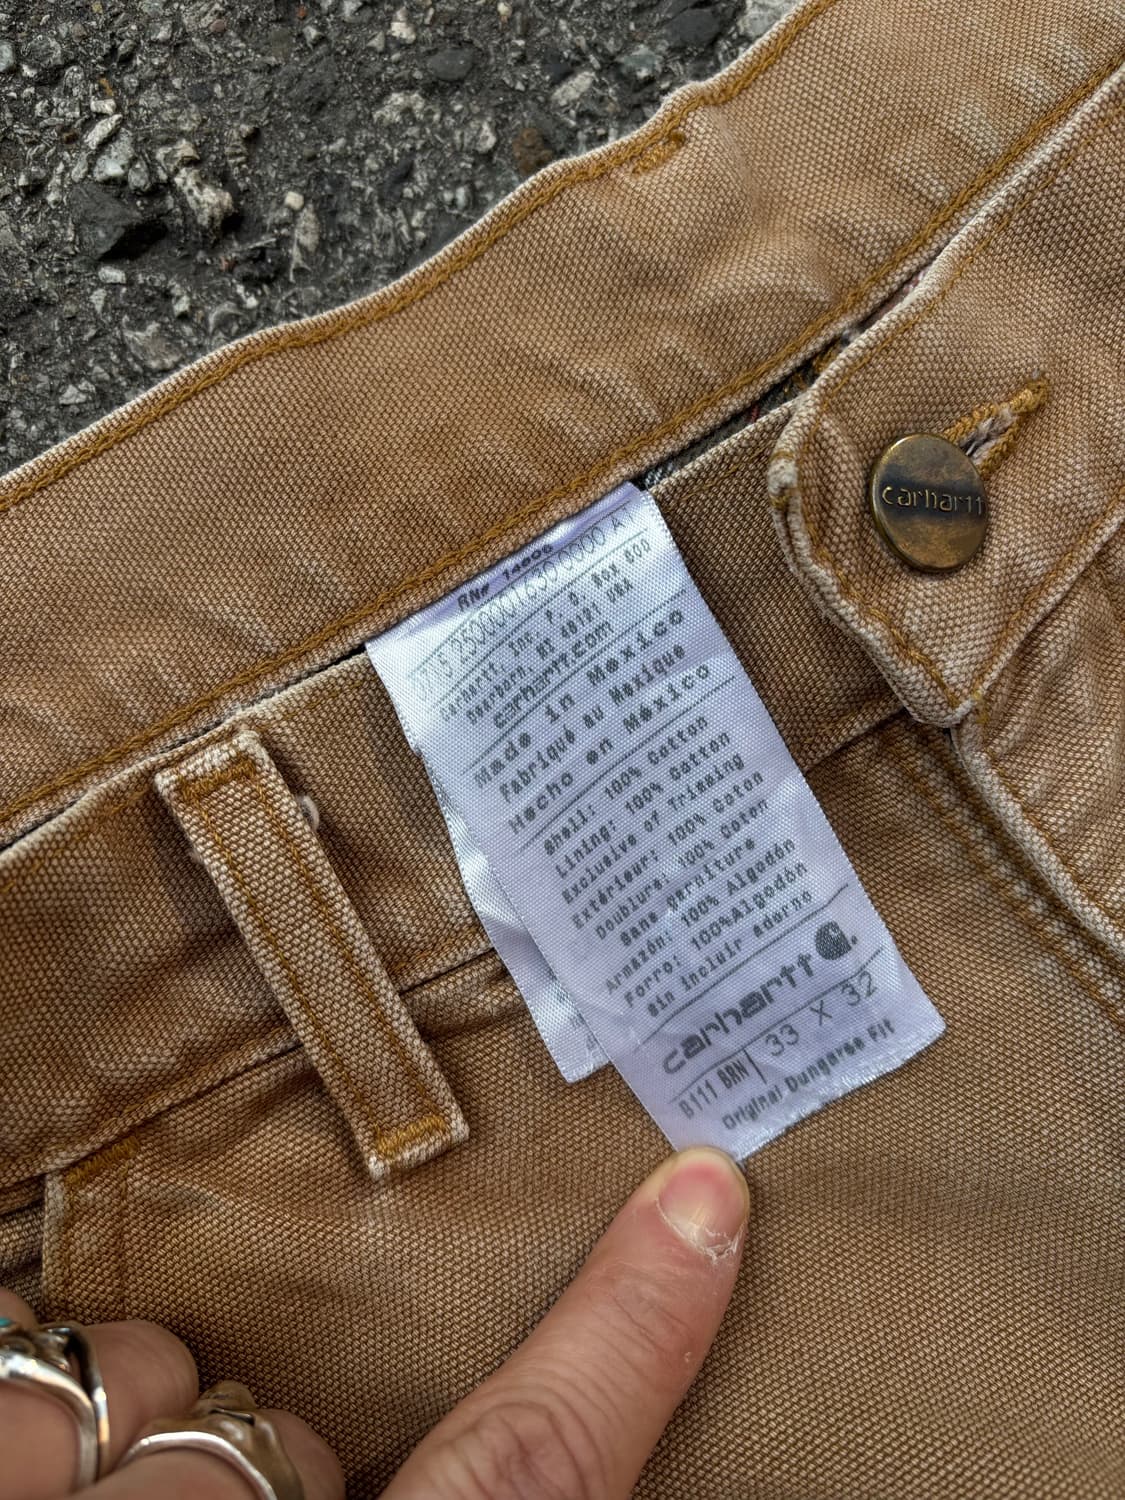 RN# 14806
Carhartt, Inc. P. O. Box 600
Dearborn, MI 48121 USA
carhartt.com
Made in Mexico
Fabriqué au Mexique
Hecho en México
Shell: 100% Cotton
Lining: 100% Cotton
Exclusive of Trimming
Extérieur: 100% Coton
Doublure: 100% Coton
Sans garniture
Armazón: 100% Algodón
Forro: 100%Algodón
sin incluir adorno
carhartt
B111 BRN 33 X 32
Original Dungaree Fit
carhartt